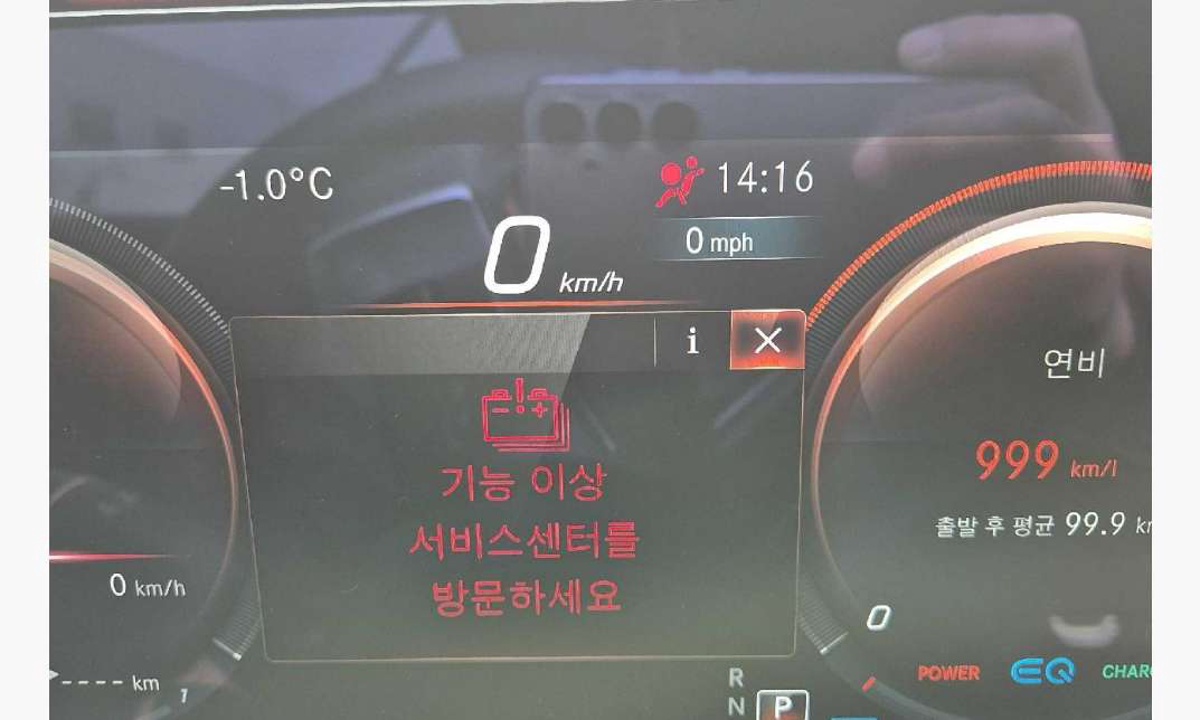 -1.0°C
14:16
0 km/h
0 mph
i
기능 이상
서비스센터를
방문하세요
연비
999 km/l
출발 후 평균 99.9
0 km/h
---- km
1
0
POWER EQ
R
N
P